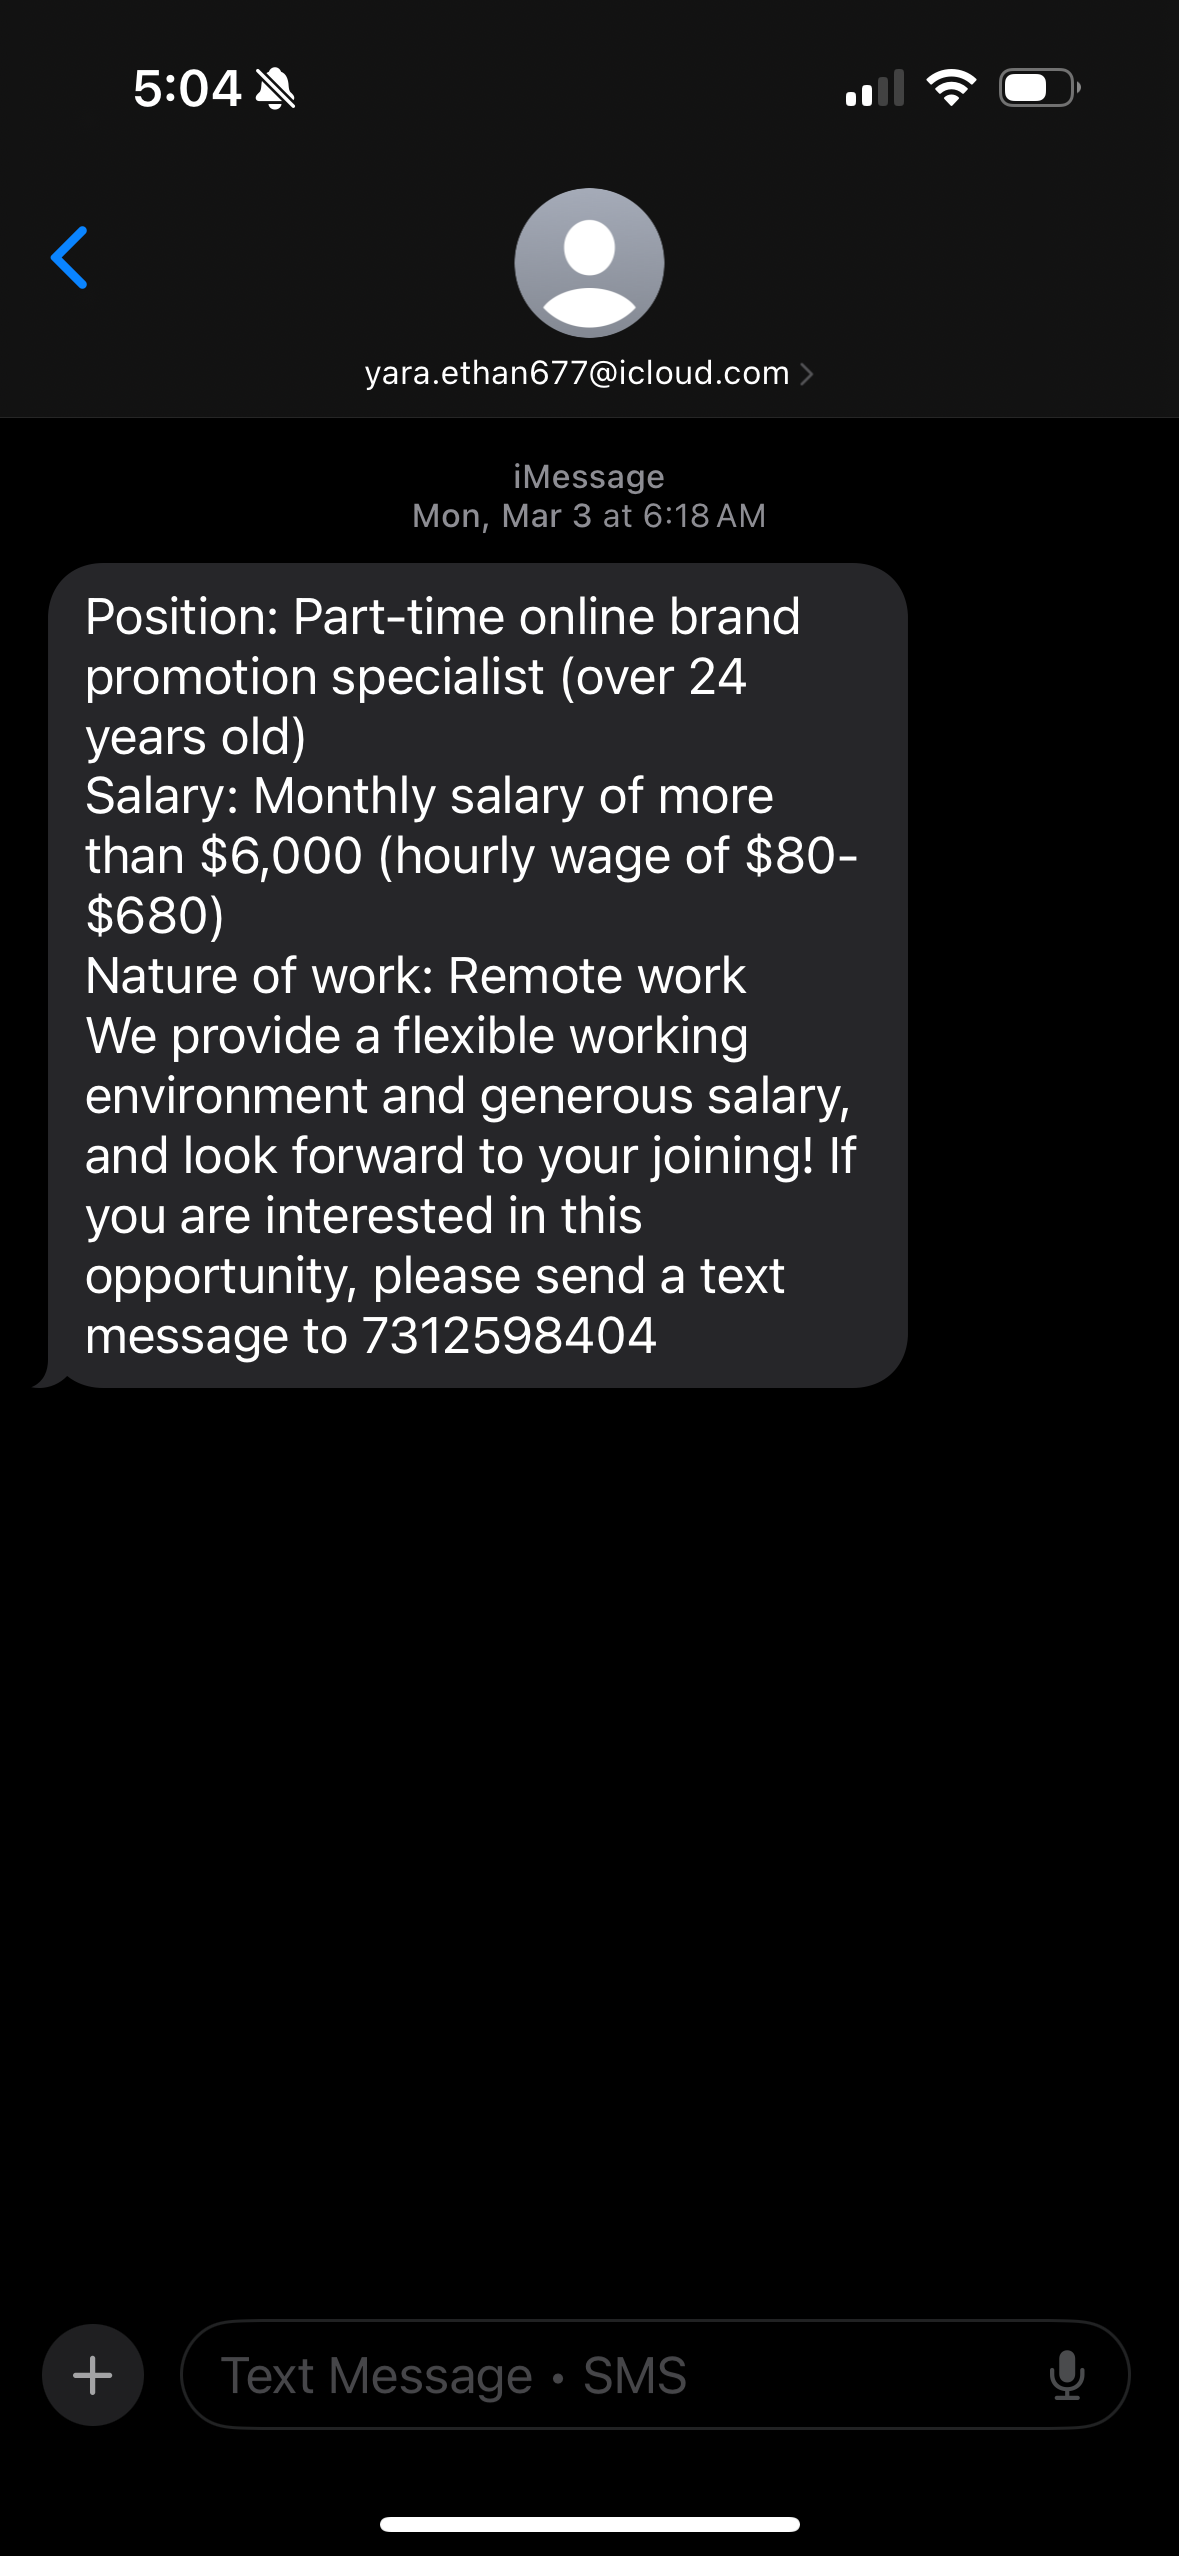 5:04
yara.ethan677@icloud.com
iMessage
Mon, Mar 3 at 6:18 AM
Position: Part-time online brand
promotion specialist (over 24
years old)
Salary: Monthly salary of more
than $6,000 (hourly wage of $80-
$680)
Nature of work: Remote work
We provide a flexible working
environment and generous salary,
and look forward to your joining! If
you are interested in this
opportunity, please send a text
message to 7312598404
Text Message • SMS